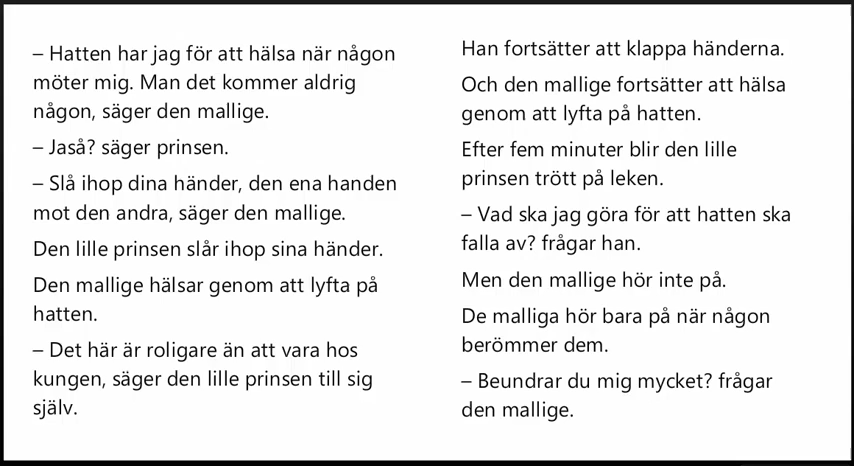 – Hatten har jag för att hälsa när någon
möter mig. Man det kommer aldrig
någon, säger den mallige.
– Jaså? säger prinsen.
– Slå ihop dina händer, den ena handen
mot den andra, säger den mallige.
Den lille prinsen slår ihop sina händer.
Den mallige hälsar genom att lyfta på
hatten.
– Det här är roligare än att vara hos
kungen, säger den lille prinsen till sig
själv.
Han fortsätter att klappa händerna.
Och den mallige fortsätter att hälsa
genom att lyfta på hatten.
Efter fem minuter blir den lille
prinsen trött på leken.
– Vad ska jag göra för att hatten ska
falla av? frågar han.
Men den mallige hör inte på.
De malliga hör bara på när någon
berömmer dem.
– Beundrar du mig mycket? frågar
den mallige.